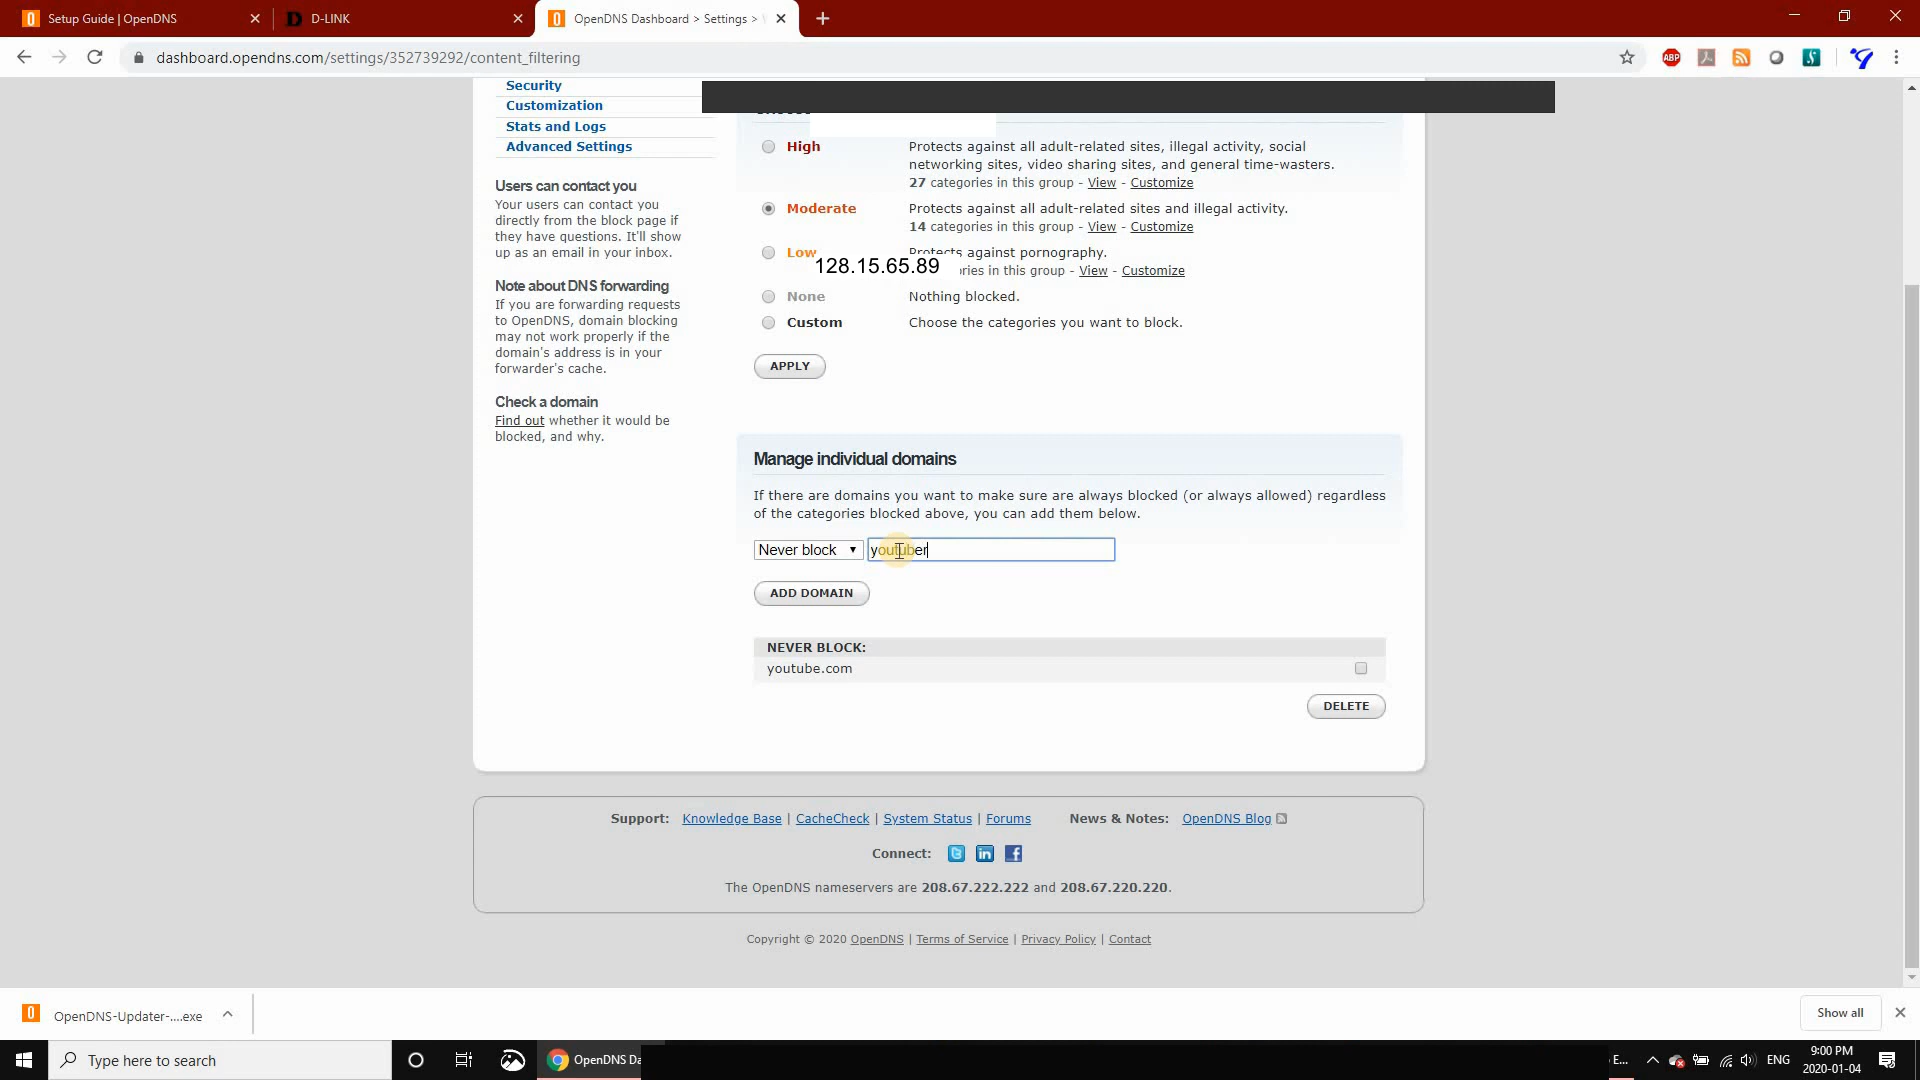 Setup Guide | OpenDNS
D-LINK
OpenDNS Dashboard > Settings >
dashboard.opendns.com/settings/352739292/content_filtering
ABP
Security
Customization
Stats and Logs
Advanced Settings
Users can contact you
Your users can contact you
directly from the block page if
they have questions. It'll show
up as an email in your inbox.
Note about DNS forwarding
If you are forwarding requests
to OpenDNS, domain blocking
may not work properly if the
domain's address is in your
forwarder's cache.
Check a domain
Find out whether it would be
blocked, and why.
High
Protects against all adult-related sites, illegal activity, social
networking sites, video sharing sites, and general time-wasters.
27 categories in this group - View - Customize
Moderate
Protects against all adult-related sites and illegal activity.
14 categories in this group - View - Customize
Low
Protects against pornography.
128.15.65.89
ries in this group - View - Customize
None
Nothing blocked.
Custom
Choose the categories you want to block.
APPLY
Manage individual domains
If there are domains you want to make sure are always blocked (or always allowed) regardless
of the categories blocked above, you can add them below.
Never block
youtuber
ADD DOMAIN
NEVER BLOCK:
youtube.com
DELETE
Support: Knowledge Base | CacheCheck | System Status | Forums News & Notes: OpenDNS Blog
Connect:
The OpenDNS nameservers are 208.67.222.222 and 208.67.220.220.
Copyright © 2020 OpenDNS | Terms of Service | Privacy Policy | Contact
OpenDNS-Updater-....exe
Show all
Type here to search
OpenDNS Da
E...
ENG
9:00 PM
2020-01-04